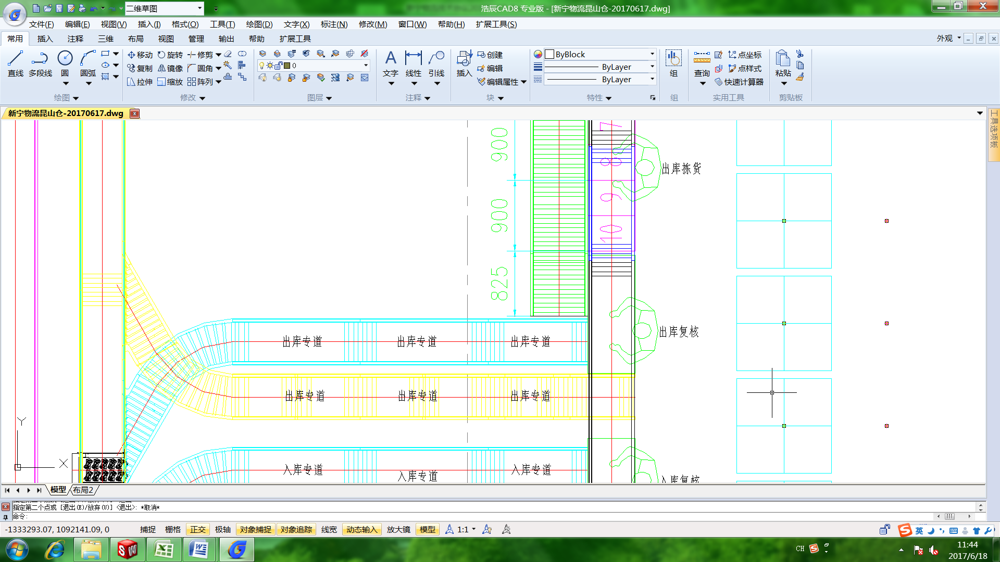 二维草图
浩辰CAD8 专业版 - [新宁物流昆山仓-20170617.dwg]
文件(F) 编辑(E) 视图(V) 插入(I) 格式(O) 工具(T) 绘图(D) 文字(X) 标注(N) 修改(M) 窗口(W) 帮助(H) 扩展工具(S)
常用 插入 注释 三维 布局 视图 管理 输出 帮助 扩展工具 外观
直线 多段线 圆 圆弧
移动 旋转 修剪
复制 镜像 圆角
拉伸 缩放 阵列
0
文字 线性 引线
插入 创建
编辑
编辑属性
ByBlock
ByLayer
ByLayer
组
查询 点坐标
点样式
快速计算器
粘贴
绘图 修改 图层 注释 块 特性 组 实用工具 剪贴板
新宁物流昆山仓-20170617.dwg
工具选项板
900
900
825
7
8
9
10
出库拣货
出库复核
出库专道 出库专道 出库专道
出库专道 出库专道 出库专道
入库专道 入库专道 入库专道
入库复核
Y
X
模型 布局2
指定第二个点或 [退出(E)/放弃(U)] <退出>: *取消*
命令:
-1333293.07, 1092141.09, 0 捕捉 栅格 正交 极轴 对象捕捉 对象追踪 线宽 动态输入 放大镜 模型 1:1
英
CH
11:44
2017/6/18